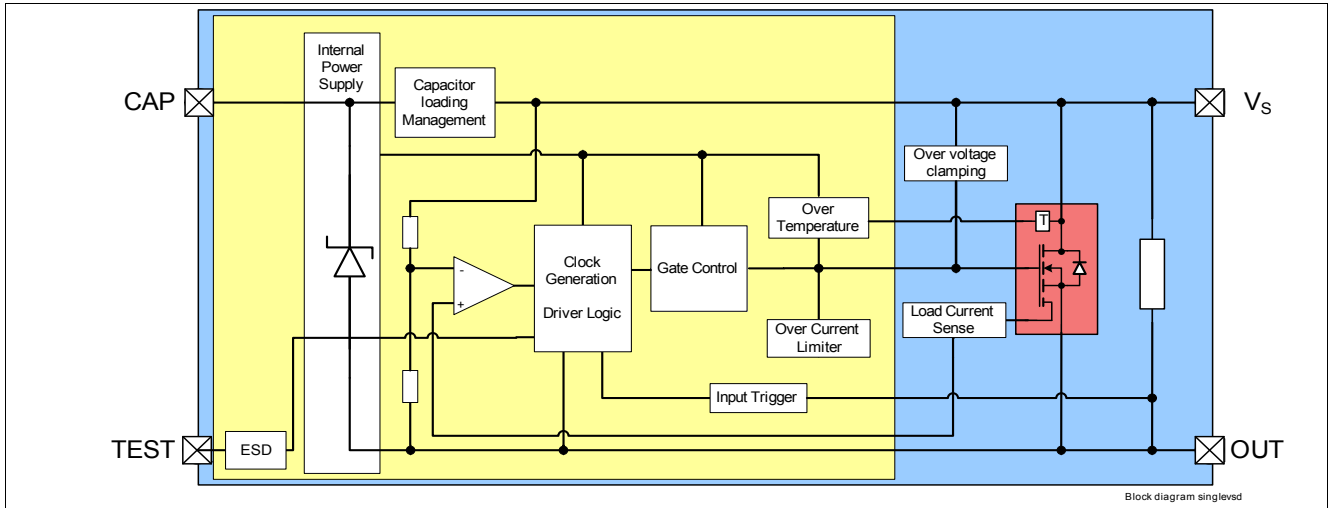 Internal
Power
Supply
CAP
Capacitor
loading
Management
VS
Over voltage
clamping
Over
Temperature
T
Clock
Generation
Driver Logic
Gate Control
-
+
Load Current
Sense
Over Current
Limiter
Input Trigger
TEST
ESD
OUT
Block diagram singlevsd